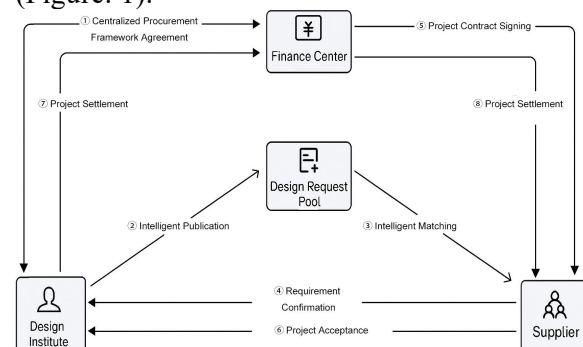 (Figure. 1).
① Centralized Procurement
Framework Agreement
⑤ Project Contract Signing
¥
Finance Center
⑦ Project Settlement
⑧ Project Settlement
Design Request
Pool
② Intelligent Publication
③ Intelligent Matching
④ Requirement
Confirmation
⑥ Project Acceptance
Design
Institute
Supplier